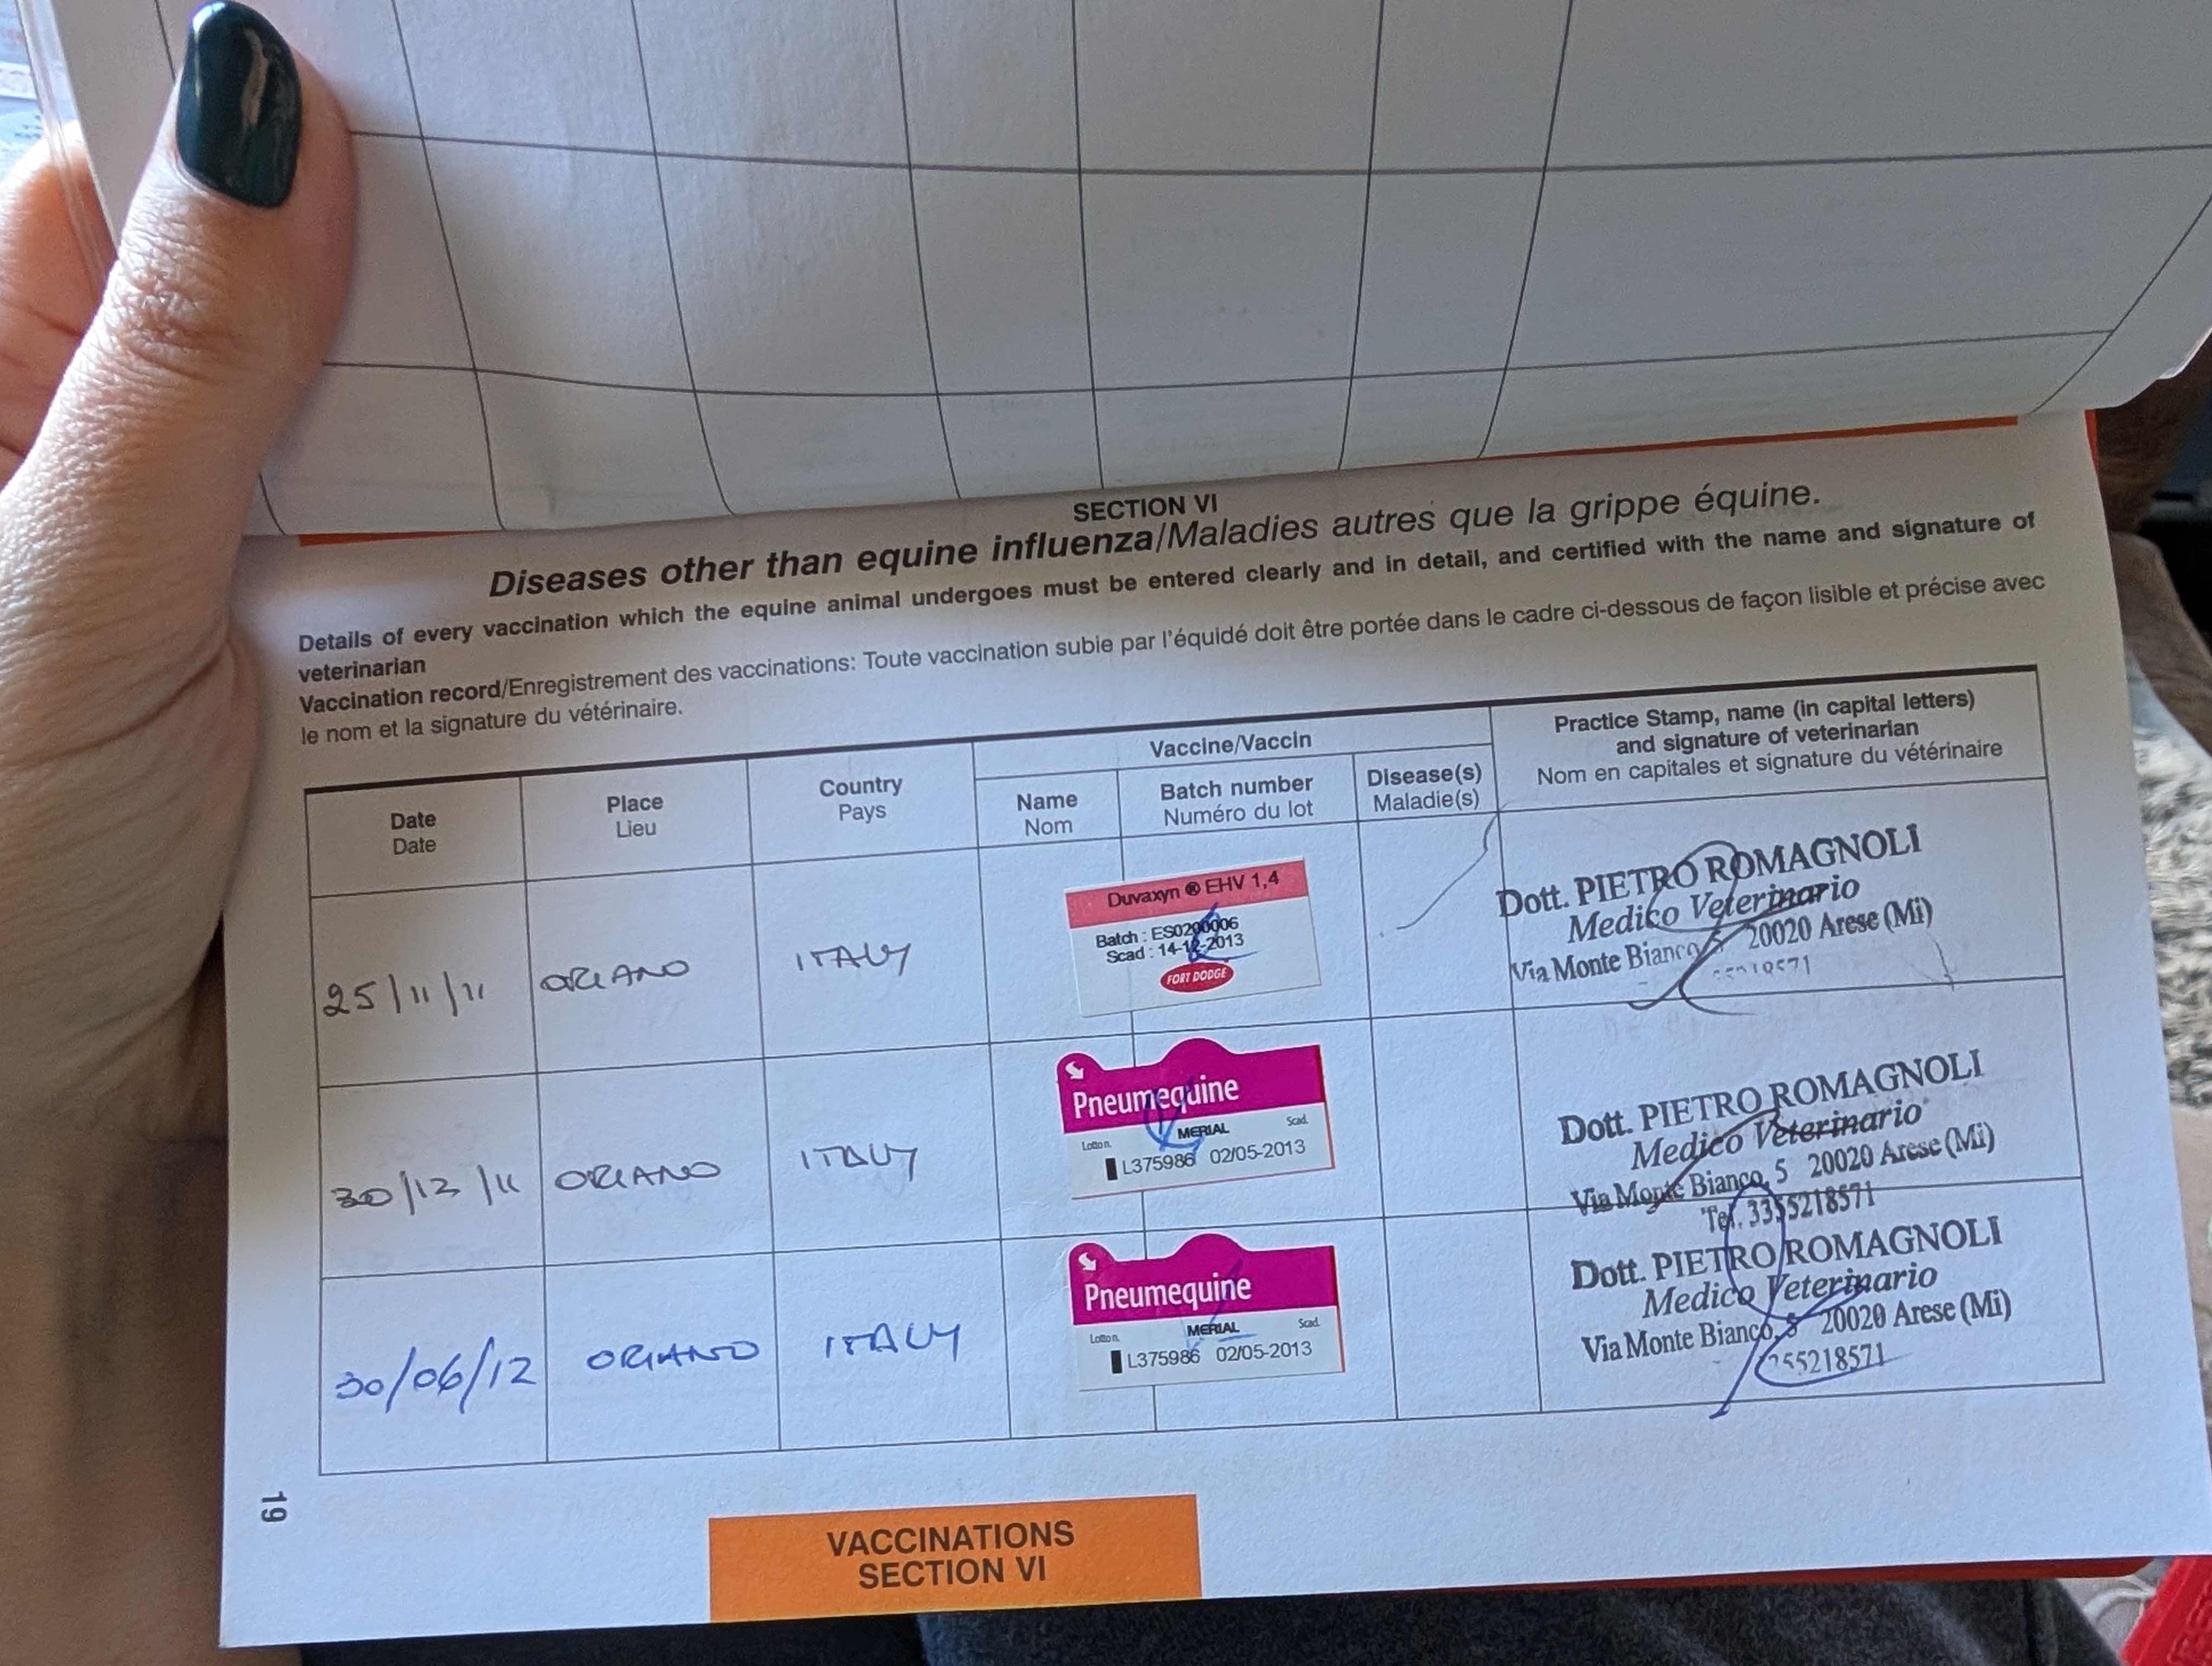 SECTION VI
Diseases other than equine influenza/Maladies autres que la grippe équine.
Details of every vaccination which the equine animal undergoes must be entered clearly and in detail, and certified with the name and signature of
veterinarian
Vaccination record/Enregistrement des vaccinations: Toute vaccination subie par l'équidé doit être portée dans le cadre ci-dessous de façon lisible et précise avec
le nom et la signature du vétérinaire.
Date
Date
Place
Lieu
Country
Pays
Vaccine/Vaccin
Name
Nom
Batch number
Numéro du lot
Disease(s)
Maladie(s)
Practice Stamp, name (in capital letters)
and signature of veterinarian
Nom en capitales et signature du vétérinaire
25/11/11
ORIANO
ITALY
Duvaxyn ® EHV 1,4
Batch : ES0200006
Scad : 14-12-2013
FORT DODGE
Dott. PIETRO ROMAGNOLI
Medico Veterinario
Via Monte Bianco, 5 20020 Arese (Mi)
30/12/11
ORIANO
ITALY
Pneumequine
MERIAL
Lotto n.
Scad.
L375986 02/05-2013
Dott. PIETRO ROMAGNOLI
Medico Veterinario
Via Monte Bianco, 5 20020 Arese (Mi)
Tel. 3355218571
30/06/12
ORIANO
ITALY
Pneumequine
MERIAL
Lotto n.
Scad.
L375986 02/05-2013
Dott. PIETRO ROMAGNOLI
Medico Veterinario
Via Monte Bianco, 5 20020 Arese (Mi)
355218571
19
VACCINATIONS
SECTION VI